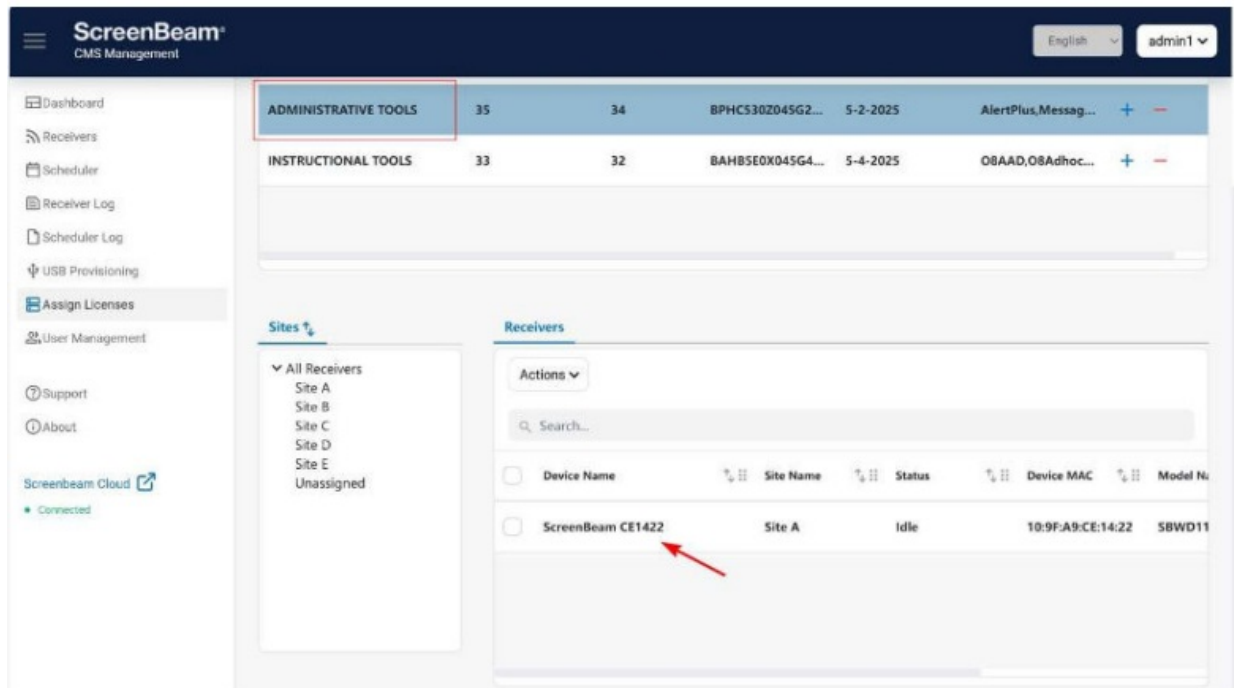 ScreenBeam®
CMS Management
English
admin1
Dashboard
Receivers
Scheduler
Receiver Log
Scheduler Log
USB Provisioning
Assign Licenses
User Management
Support
About
Screenbeam Cloud
Connected
ADMINISTRATIVE TOOLS 35 34 BPHC530Z045G2... 5-2-2025 AlertPlus,Messag... + −
INSTRUCTIONAL TOOLS 33 32 BAHB5E0X045G4... 5-4-2025 O8AAD,O8Adhoc... + −
Sites
All Receivers
Site A
Site B
Site C
Site D
Site E
Unassigned
Receivers
Actions
Search...
Device Name Site Name Status Device MAC Model Na
ScreenBeam CE1422 Site A Idle 10:9F:A9:CE:14:22 SBWD11